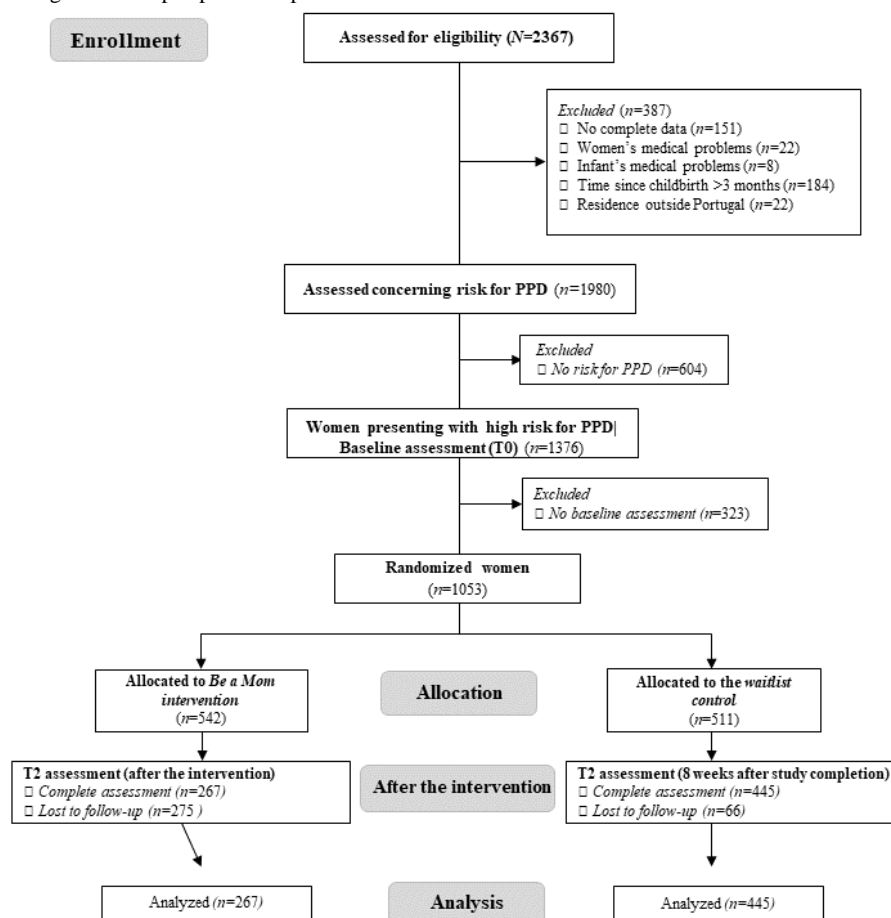 Enrollment
Assessed for eligibility (N=2367)
Excluded (n=387)
□ No complete data (n=151)
□ Women's medical problems (n=22)
□ Infant's medical problems (n=8)
□ Time since childbirth >3 months (n=184)
□ Residence outside Portugal (n=22)
Assessed concerning risk for PPD (n=1980)
Excluded
□ No risk for PPD (n=604)
Women presenting with high risk for PPD|
Baseline assessment (T0) (n=1376)
Excluded
□ No baseline assessment (n=323)
Randomized women
(n=1053)
Allocated to Be a Mom
intervention
(n=542)
Allocation
Allocated to the waitlist
control
(n=511)
T2 assessment (after the intervention)
□ Complete assessment (n=267)
□ Lost to follow-up (n=275 )
After the intervention
T2 assessment (8 weeks after study completion)
□ Complete assessment (n=445)
□ Lost to follow-up (n=66)
Analyzed (n=267)
Analysis
Analyzed (n=445)